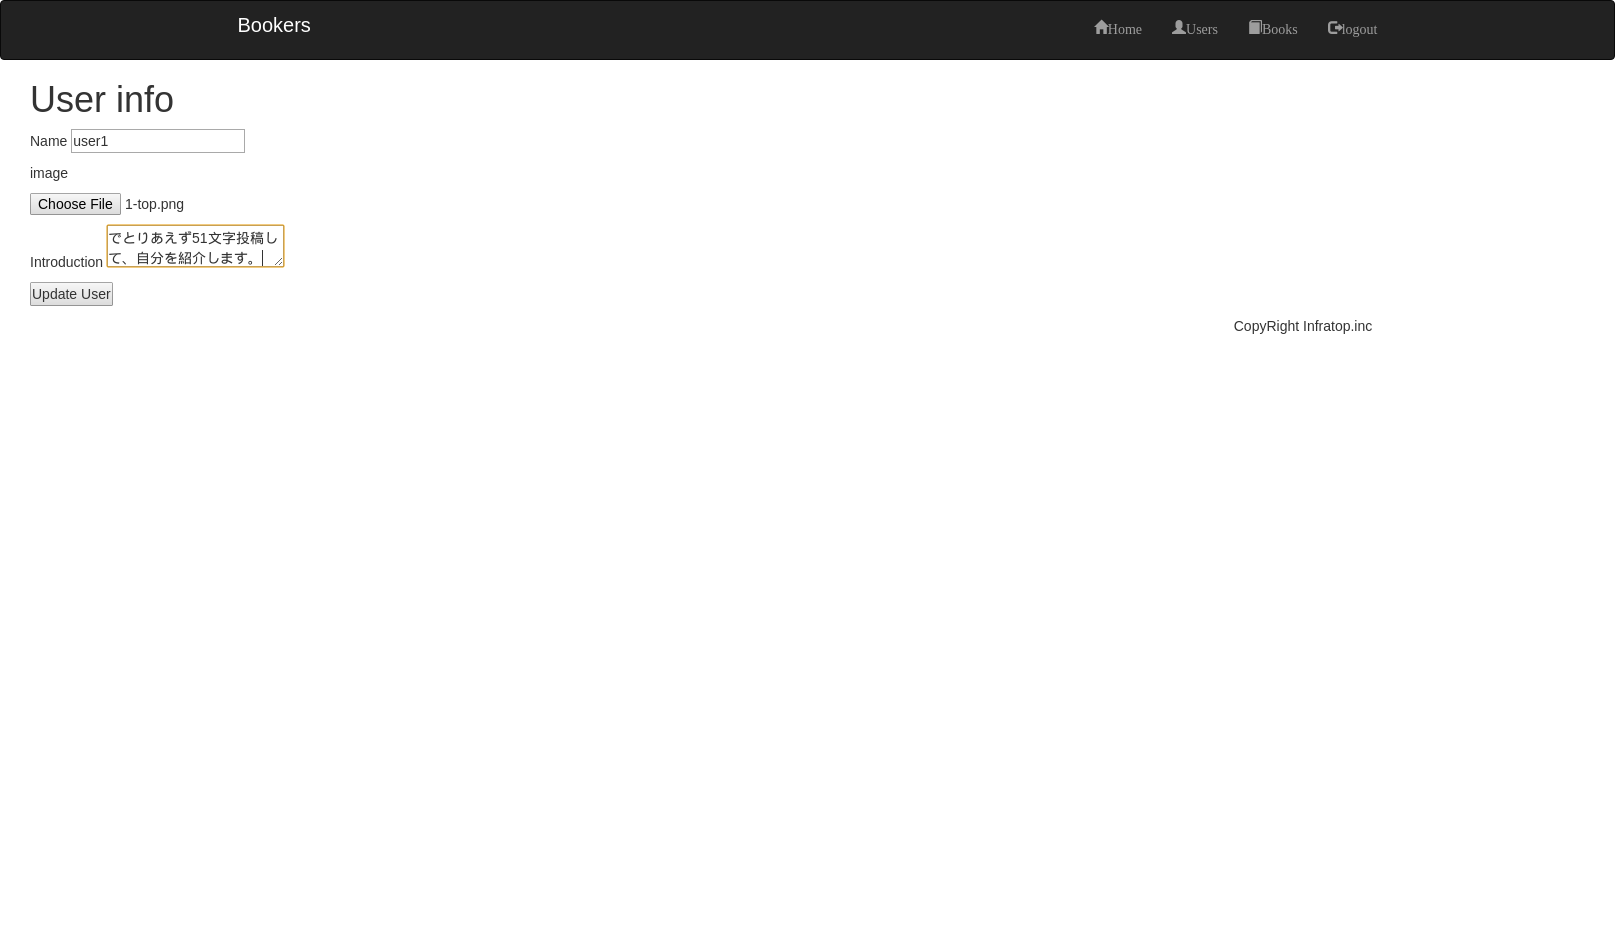 Bookers
Home Users Books logout
User info
Name user1
image
Choose File 1-top.png
でとりあえず51文字投稿し
て、自分を紹介します。
Introduction
Update User
CopyRight Infratop.inc